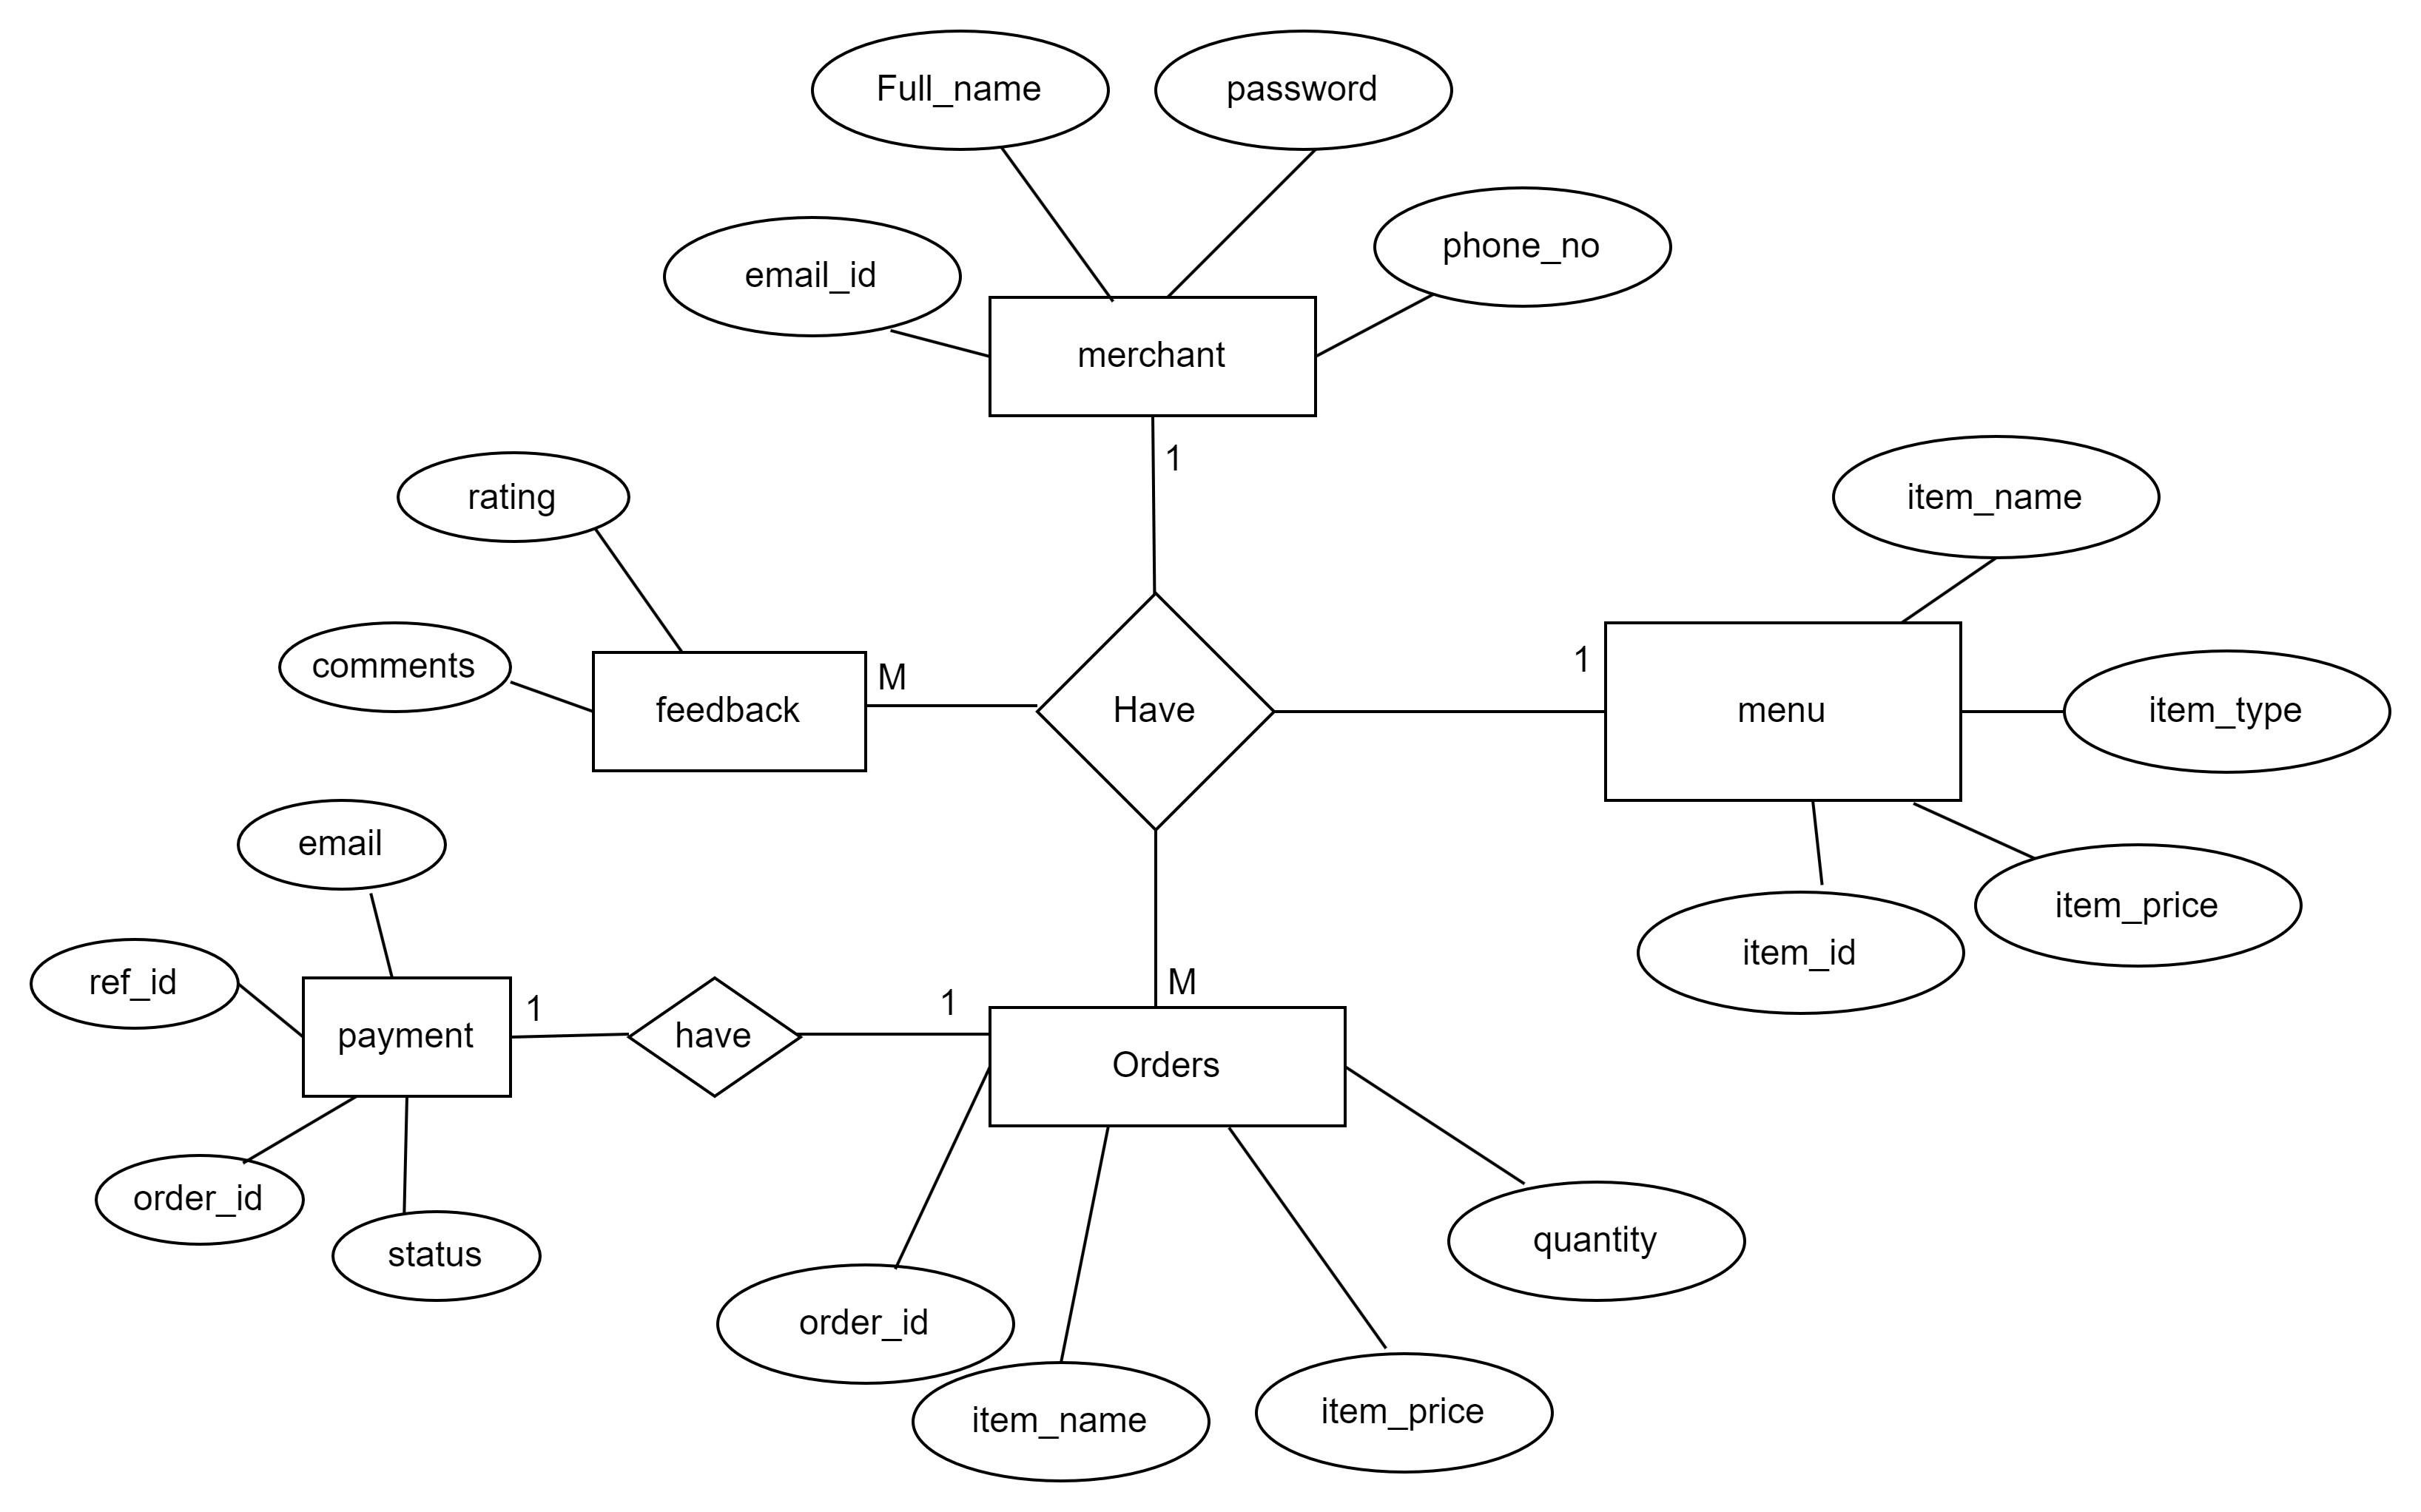 Full_name
password
email_id
phone_no
merchant
1
rating
item_name
comments
feedback
M
Have
1
menu
item_type
email
item_price
item_id
ref_id
payment
1
have
1
M
Orders
order_id
status
quantity
order_id
item_name
item_price